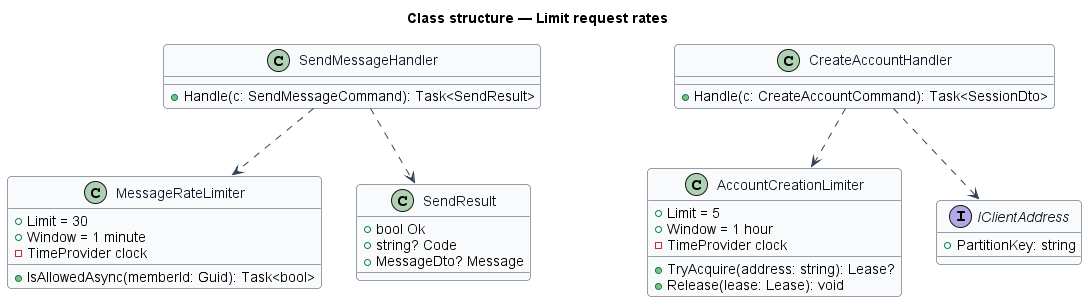 Class structure — Limit request rates
C SendMessageHandler
Handle(c: SendMessageCommand): Task<SendResult>
C CreateAccountHandler
Handle(c: CreateAccountCommand): Task<SessionDto>
C MessageRateLimiter
Limit = 30
Window = 1 minute
TimeProvider clock
IsAllowedAsync(memberId: Guid): Task<bool>
C SendResult
bool Ok
string? Code
MessageDto? Message
C AccountCreationLimiter
Limit = 5
Window = 1 hour
TimeProvider clock
TryAcquire(address: string): Lease?
Release(lease: Lease): void
I IClientAddress
PartitionKey: string